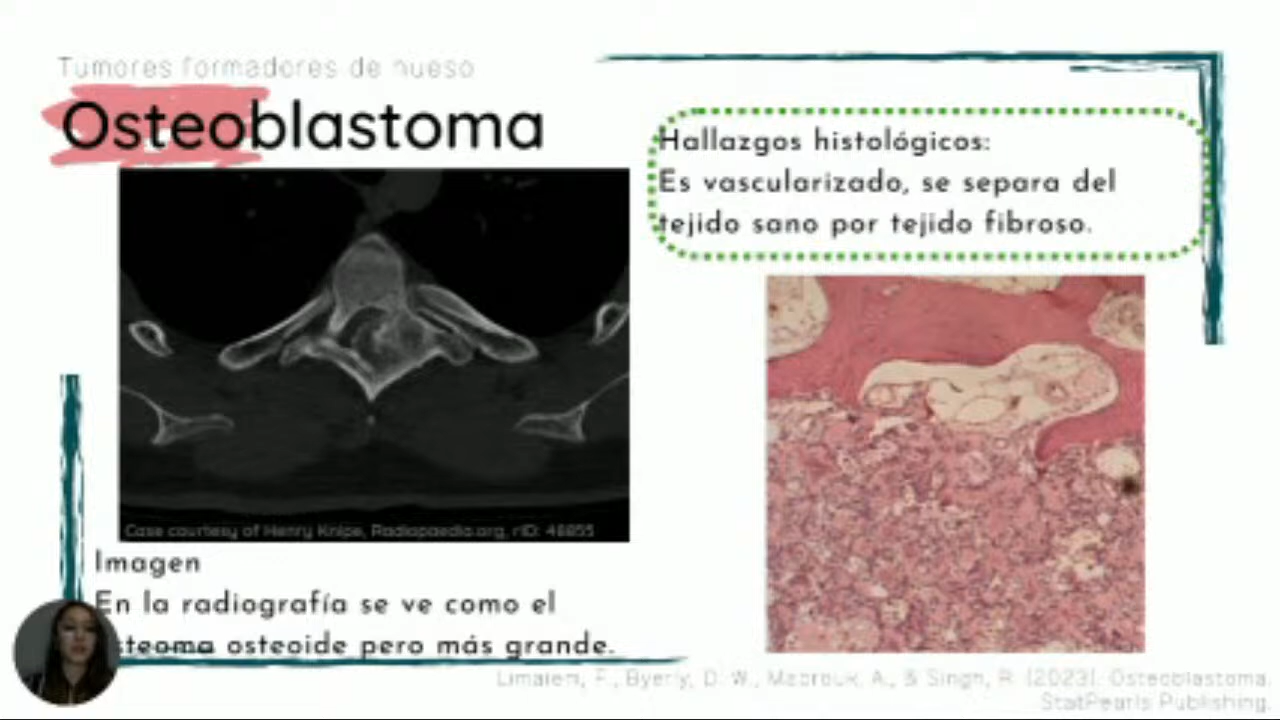 Tumores formadores de hueso
Osteoblastoma
Hallazgos histológicos:
Es vascularizado, se separa del
tejido sano por tejido fibroso.
Case courtesy of Henry Knipe, Radiopaedia.org, rID: 48855
Imagen
En la radiografía se ve como el
osteoma osteoide pero más grande.
Limaiem, F., Byerly, D. W., Mabrouk, A., & Singh, R. (2023). Osteoblastoma.
StatPearls Publishing.